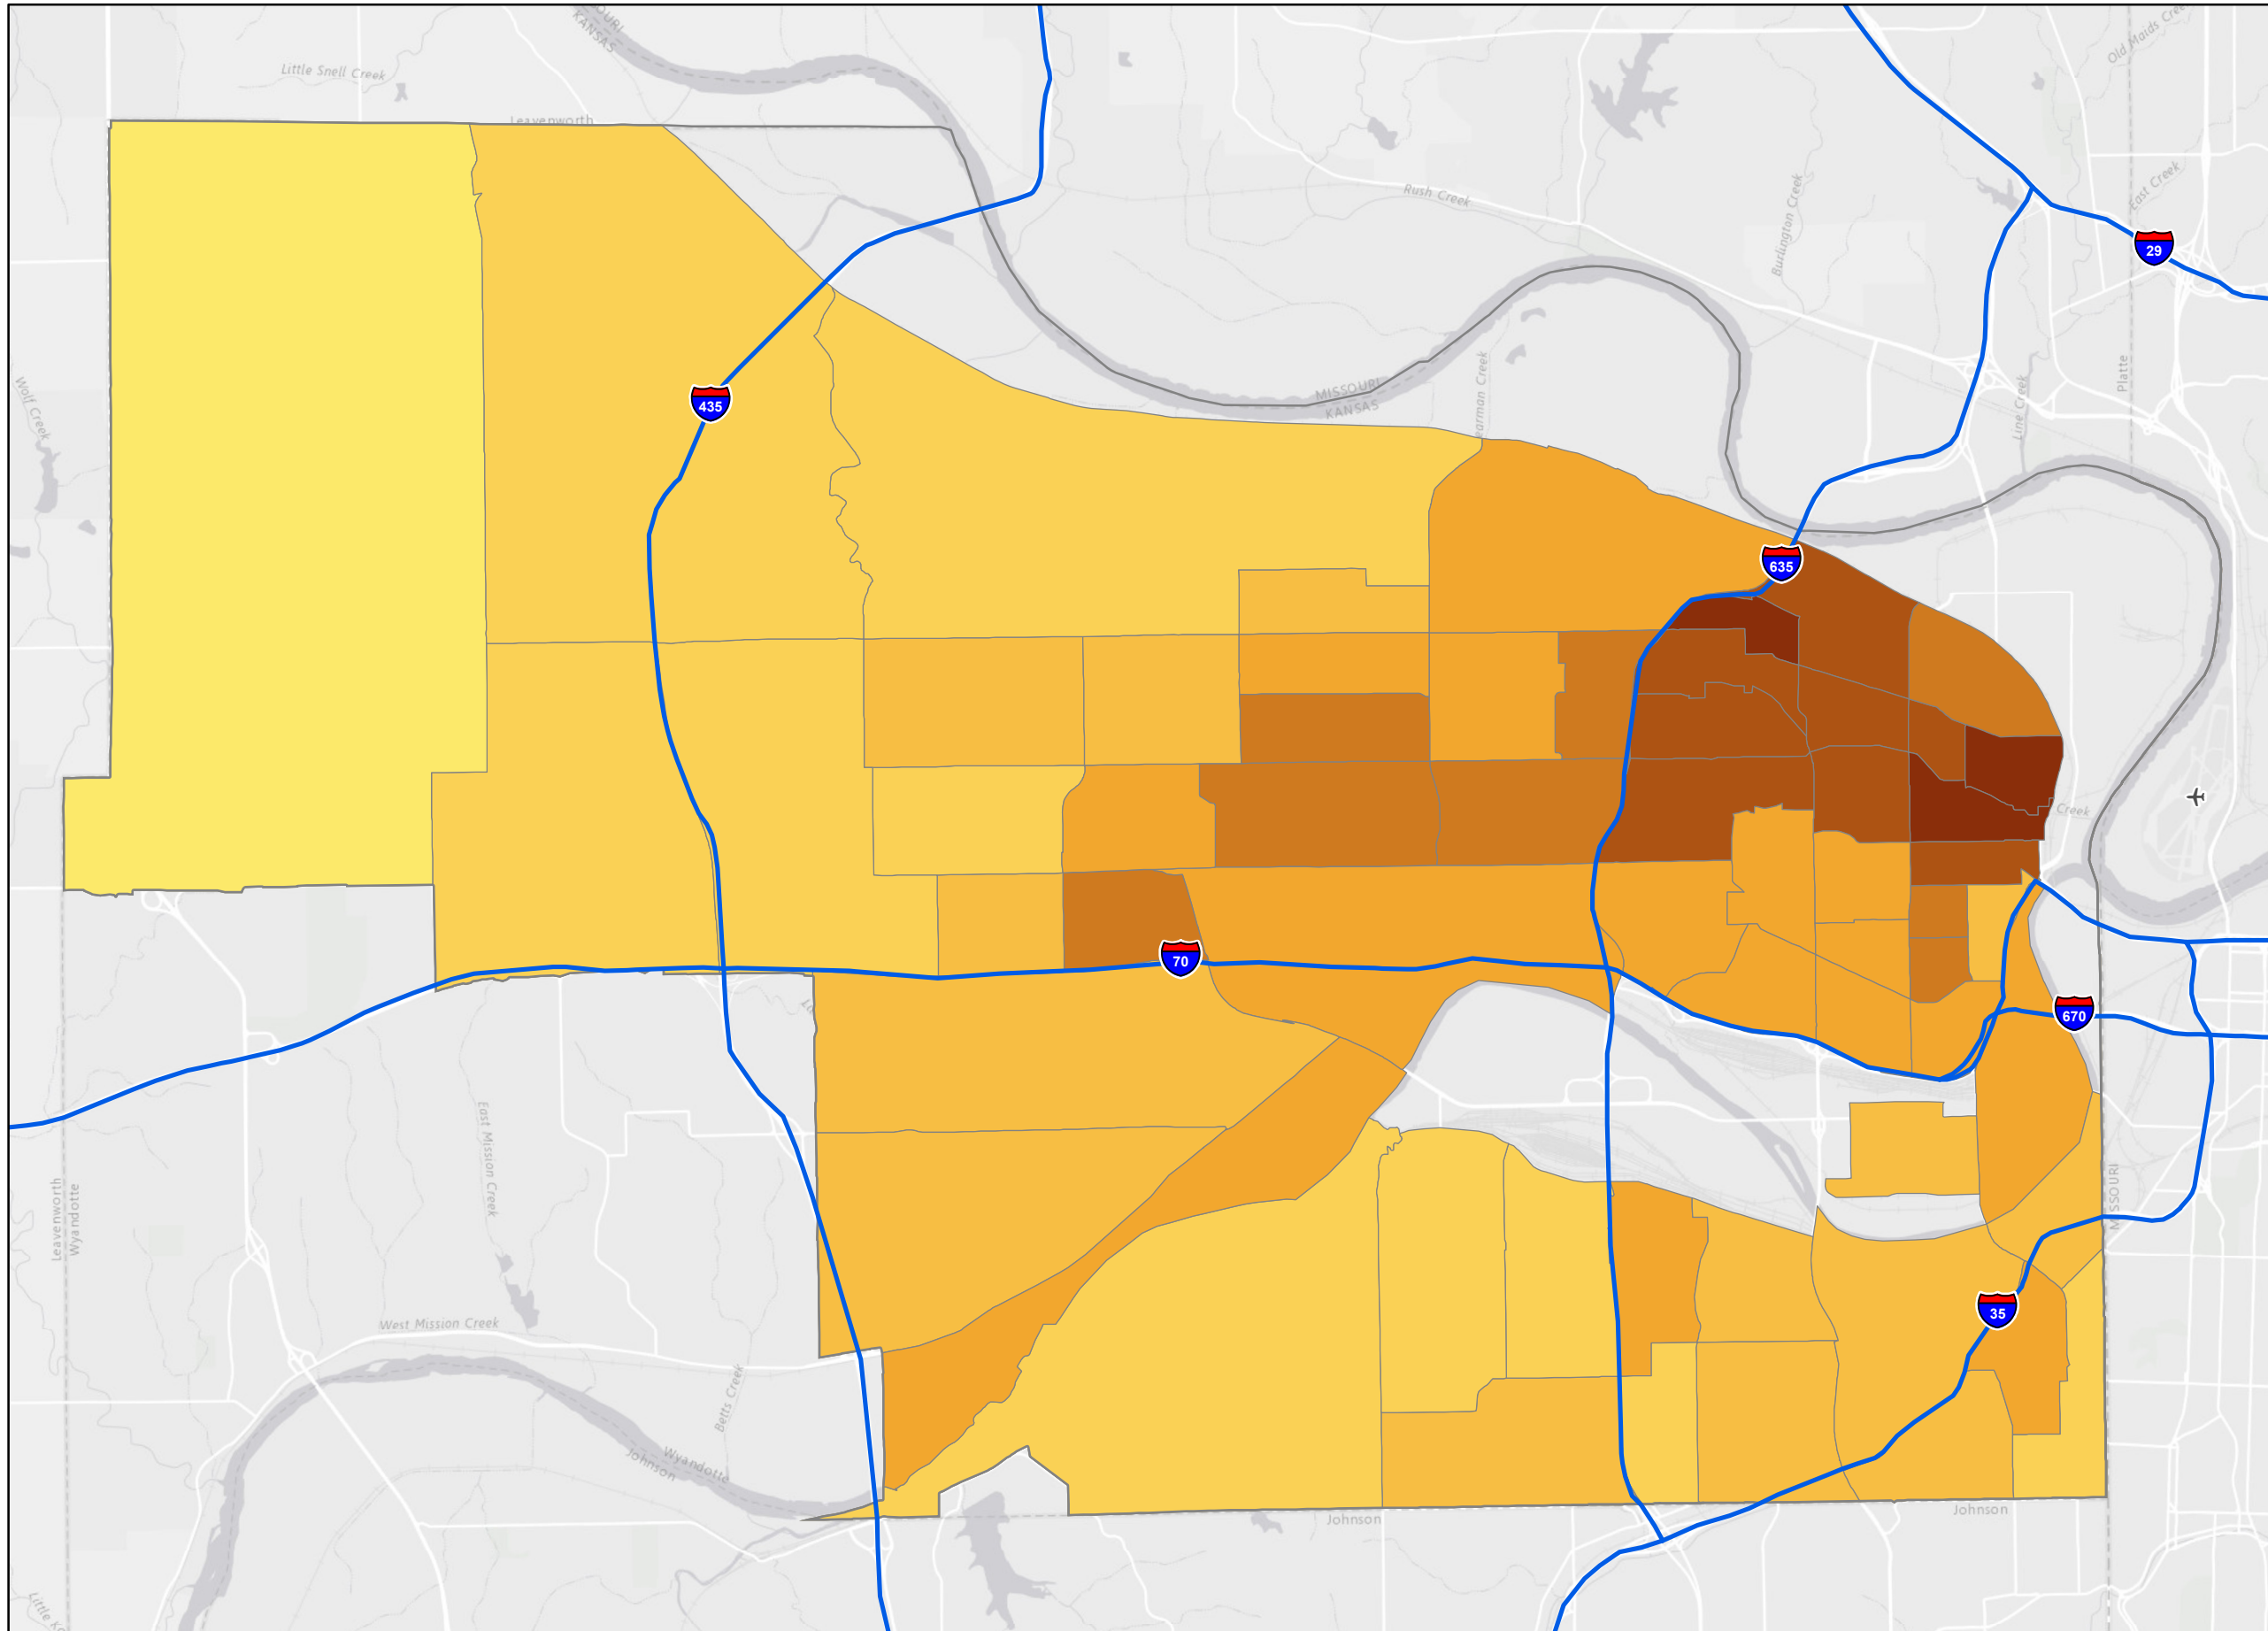 MISSOURI
KANSAS
Old Maids Creek
Little Snell Creek
Leavenworth
Rush Creek
East Creek
Burlington Creek
29
Platte
MISSOURI
KANSAS
435
Wolf Creek
Line Creek
635
Creek
70
670
East Mission Creek
Leavenworth
Wyandotte
MISSOURI
35
West Mission Creek
Betts Creek
Wyandotte
Johnson
Johnson
Johnson